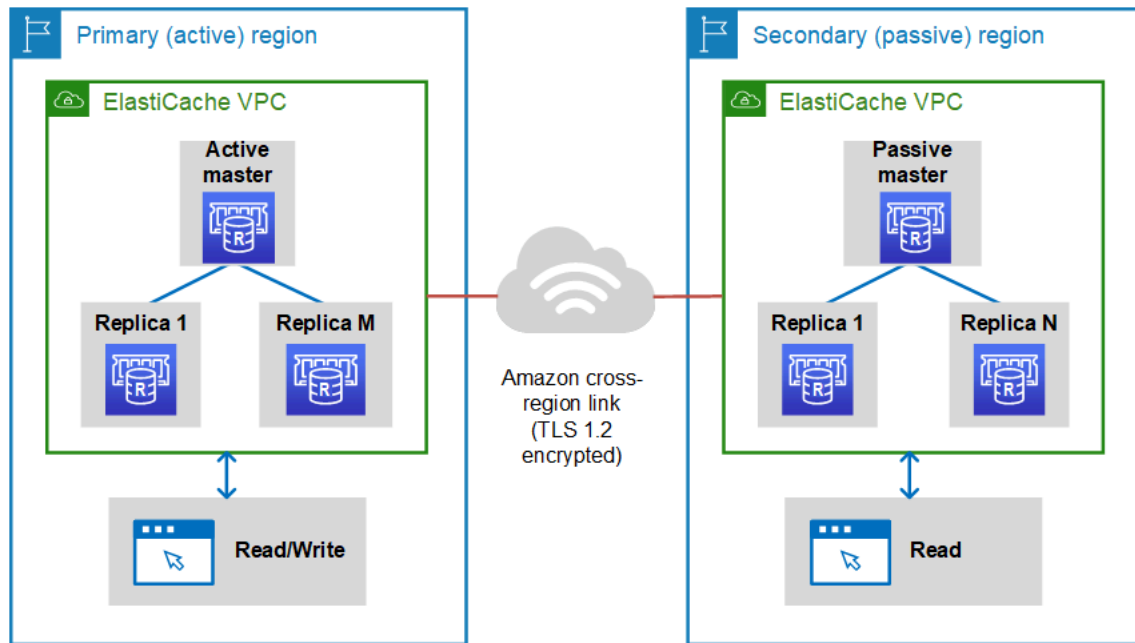 Primary (active) region
ElastiCache VPC
Active
master
R
Replica 1
R
Replica M
R
Read/Write
Amazon cross-
region link
(TLS 1.2
encrypted)
Secondary (passive) region
ElastiCache VPC
Passive
master
R
Replica 1
R
Replica N
R
Read